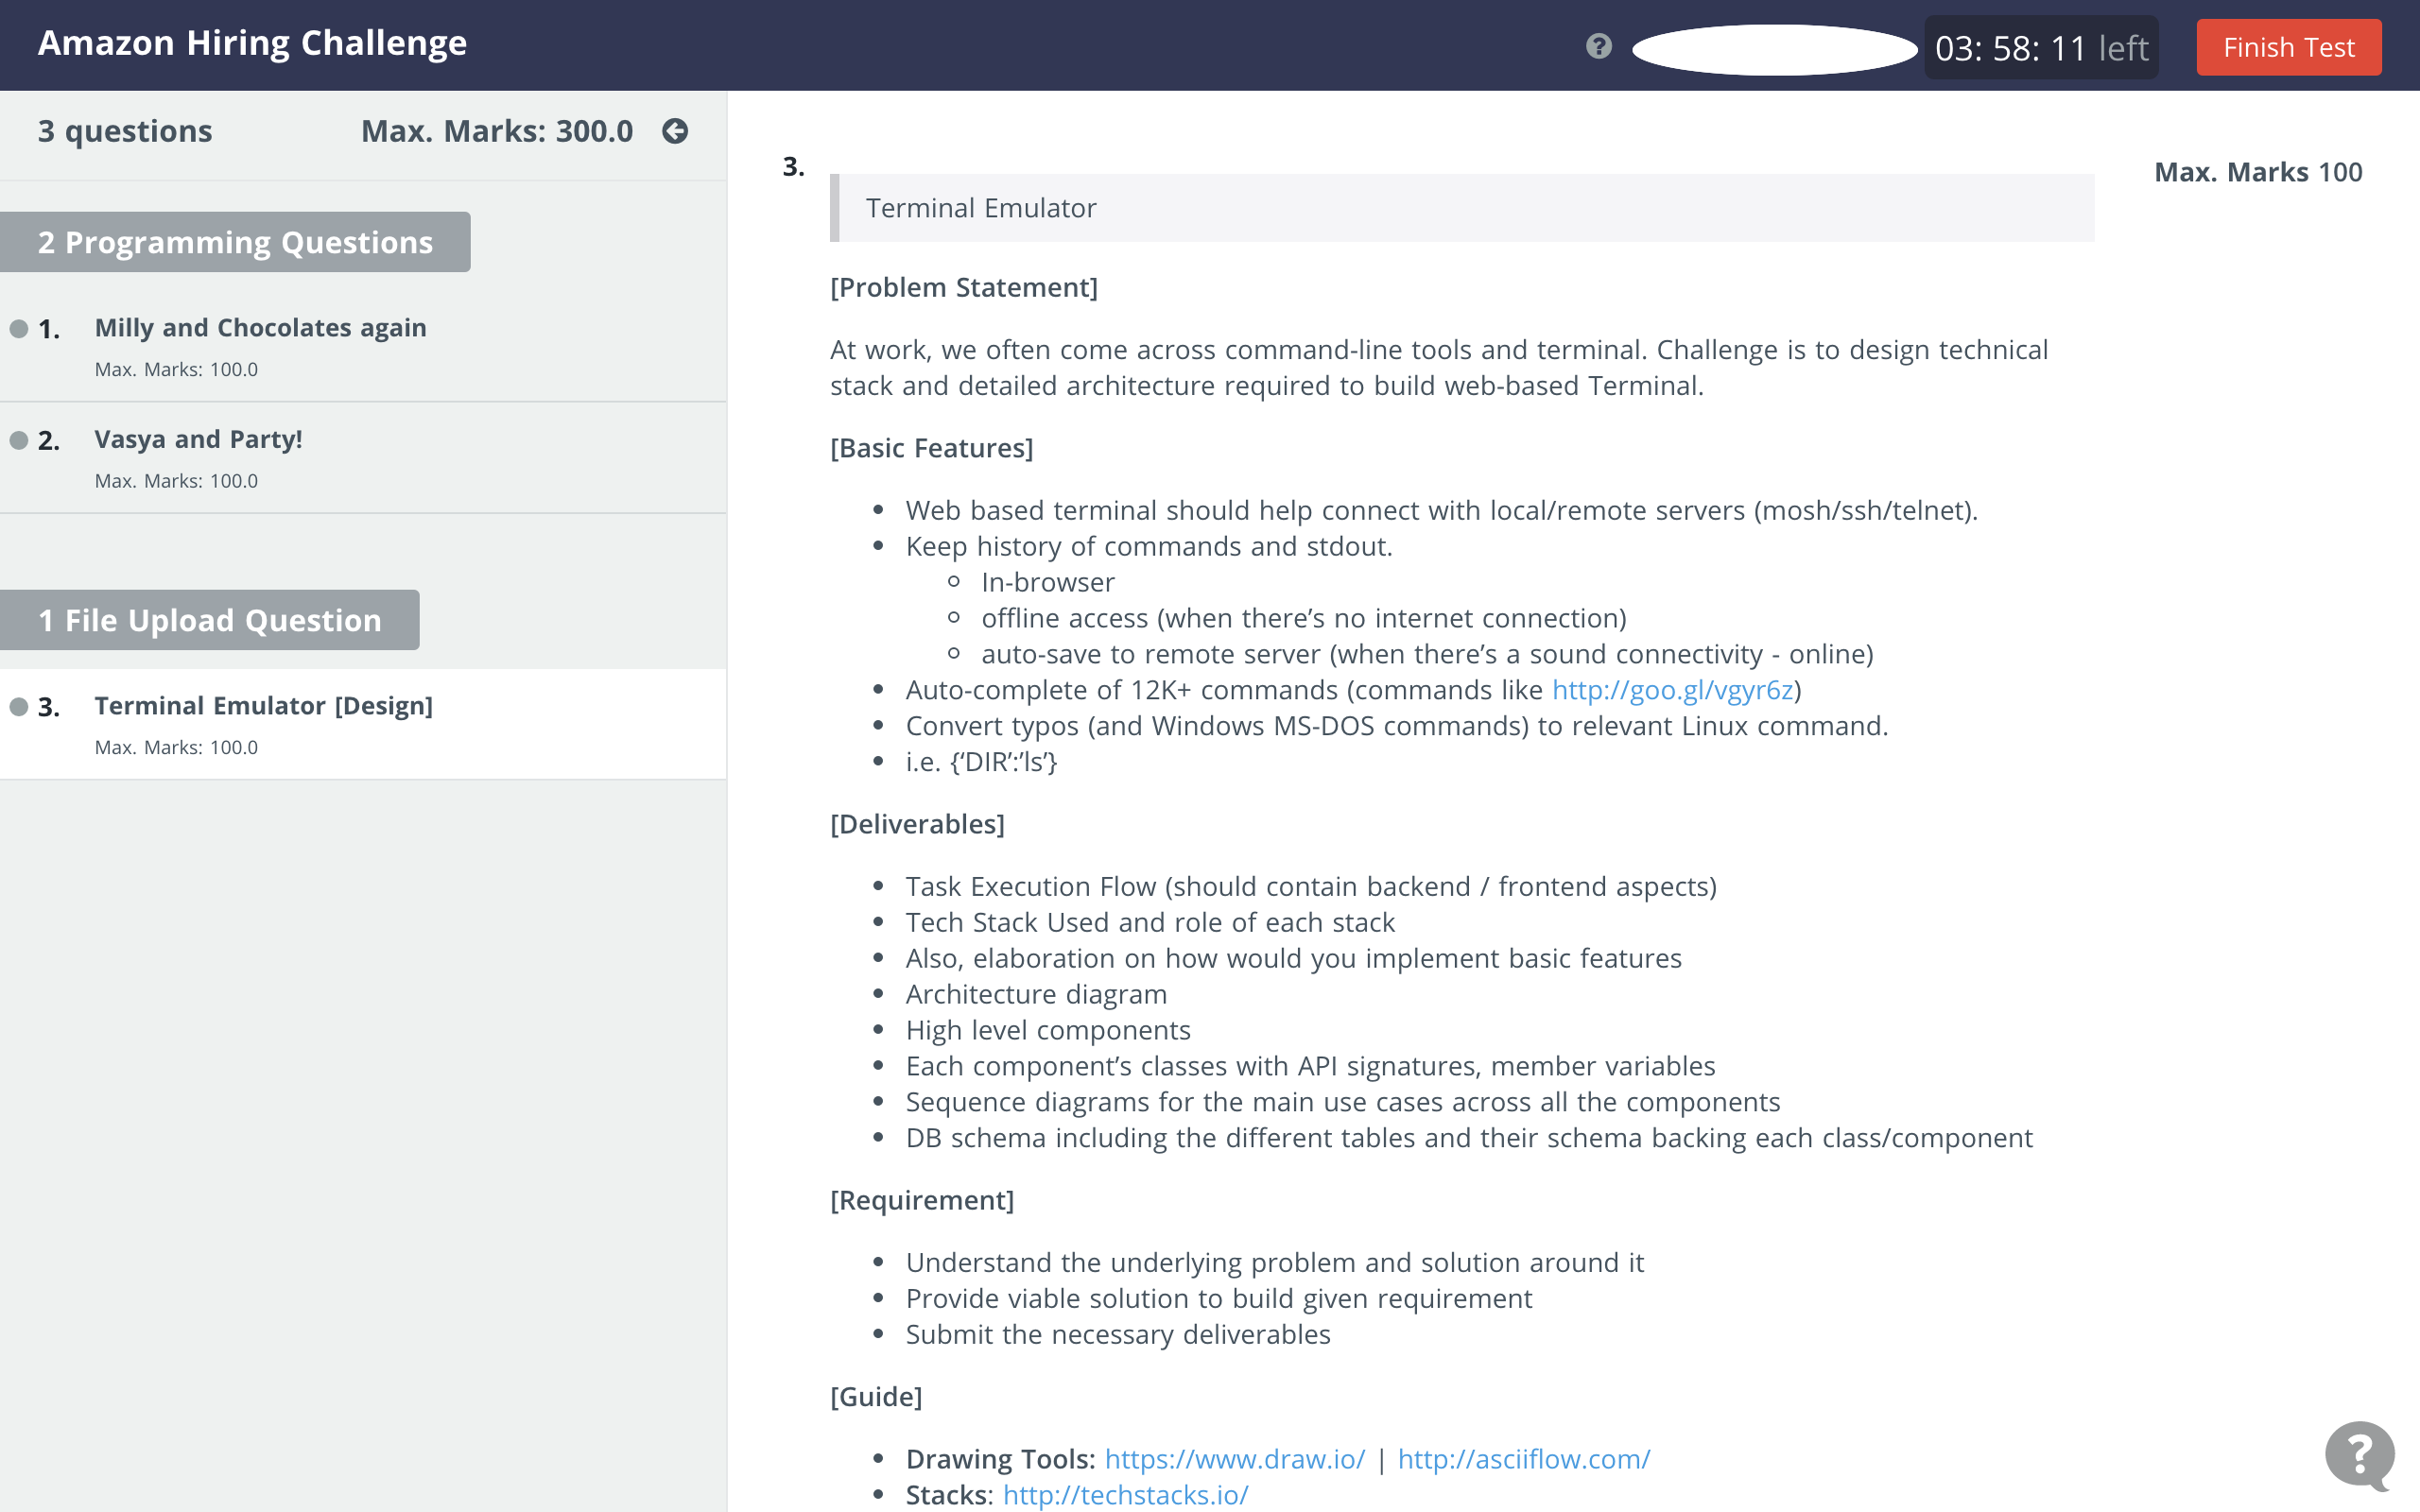 Amazon Hiring Challenge
?
03: 58: 11 left
Finish Test
3 questions
Max. Marks: 300.0
2 Programming Questions
1. Milly and Chocolates again
Max. Marks: 100.0
2. Vasya and Party!
Max. Marks: 100.0
1 File Upload Question
3. Terminal Emulator [Design]
Max. Marks: 100.0
3.
Terminal Emulator
Max. Marks 100
[Problem Statement]
At work, we often come across command-line tools and terminal. Challenge is to design technical
stack and detailed architecture required to build web-based Terminal.
[Basic Features]
Web based terminal should help connect with local/remote servers (mosh/ssh/telnet).
Keep history of commands and stdout.
In-browser
offline access (when there’s no internet connection)
auto-save to remote server (when there’s a sound connectivity - online)
Auto-complete of 12K+ commands (commands like http://goo.gl/vgyr6z)
Convert typos (and Windows MS-DOS commands) to relevant Linux command.
i.e. {‘DIR’:’ls’}
[Deliverables]
Task Execution Flow (should contain backend / frontend aspects)
Tech Stack Used and role of each stack
Also, elaboration on how would you implement basic features
Architecture diagram
High level components
Each component’s classes with API signatures, member variables
Sequence diagrams for the main use cases across all the components
DB schema including the different tables and their schema backing each class/component
[Requirement]
Understand the underlying problem and solution around it
Provide viable solution to build given requirement
Submit the necessary deliverables
[Guide]
Drawing Tools: https://www.draw.io/ | http://asciiflow.com/
Stacks: http://techstacks.io/
?